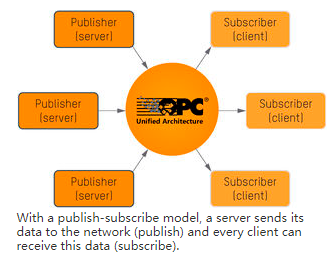 Publisher
(server)
Subscriber
(client)
Publisher
(server)
OPC®
Unified Architecture
Subscriber
(client)
Publisher
(server)
Subscriber
(client)
With a publish-subscribe model, a server sends its
data to the network (publish) and every client can
receive this data (subscribe).